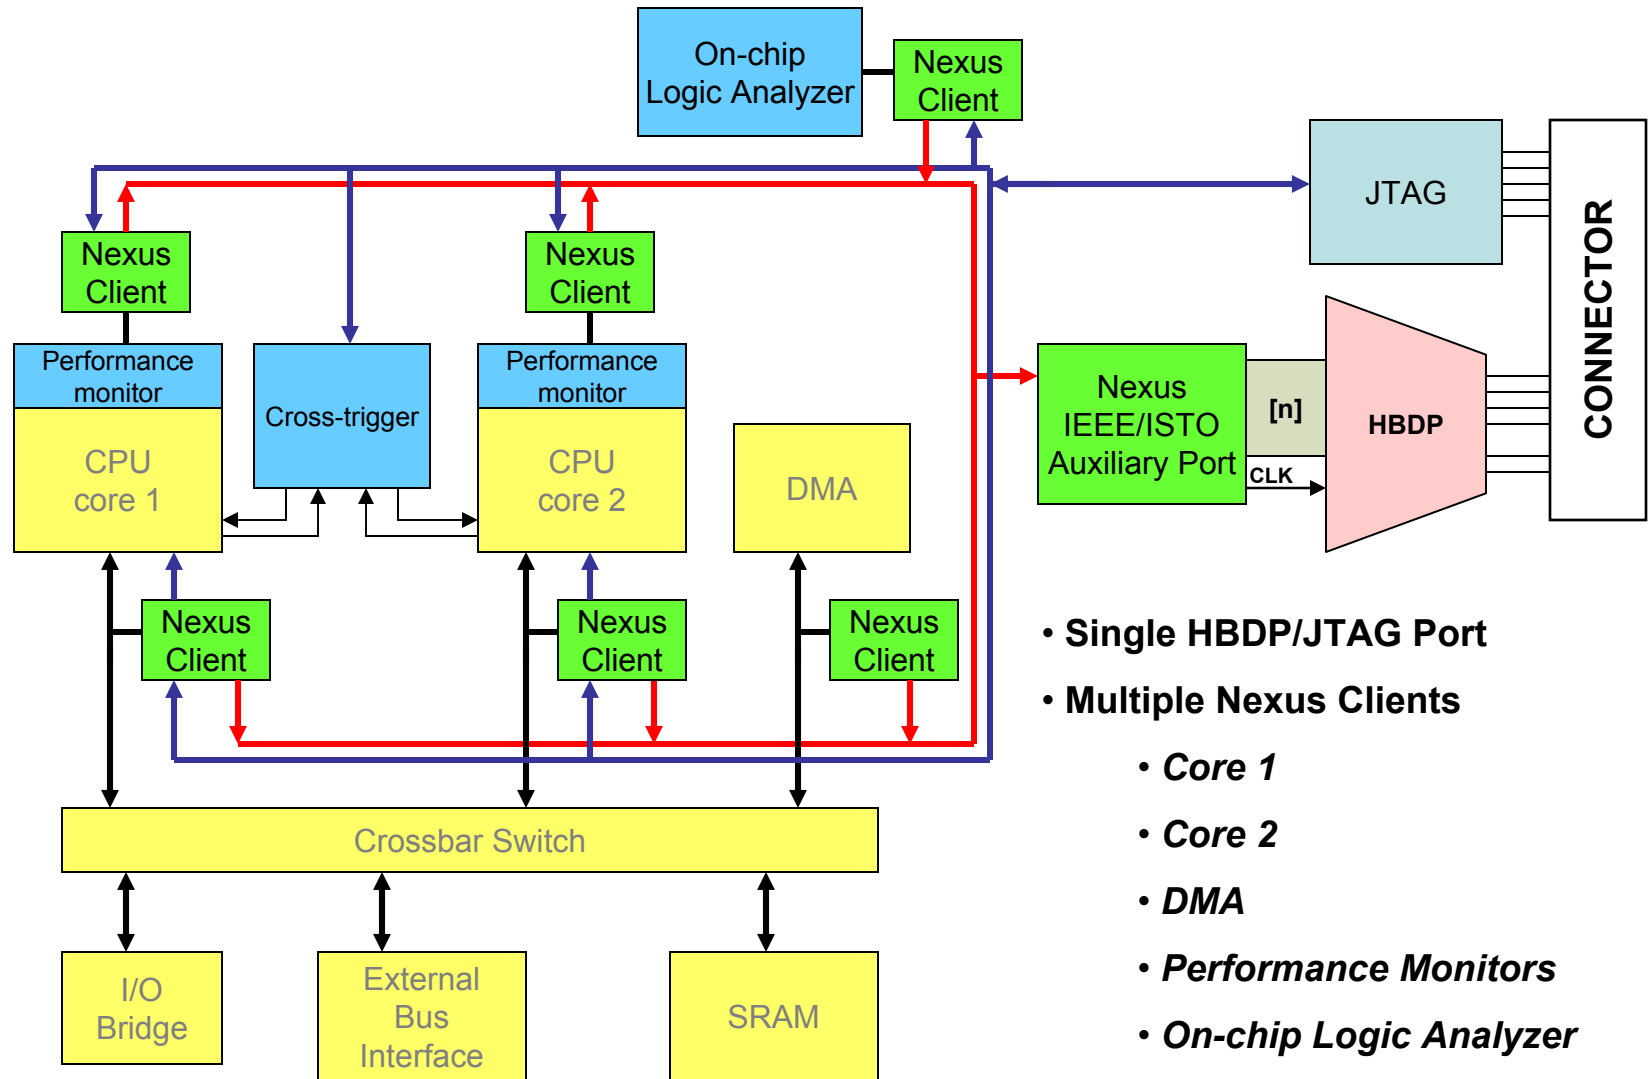 On-chip
Logic Analyzer
Nexus
Client
JTAG
CONNECTOR
Nexus
Client
Nexus
Client
Performance
monitor
CPU
core 1
Cross-trigger
Performance
monitor
CPU
core 2
DMA
Nexus
IEEE/ISTO
Auxiliary Port
[n]
CLK
HBDP
Nexus
Client
Nexus
Client
Nexus
Client
Crossbar Switch
I/O
Bridge
External
Bus
Interface
SRAM
• Single HBDP/JTAG Port
• Multiple Nexus Clients
• Core 1
• Core 2
• DMA
• Performance Monitors
• On-chip Logic Analyzer